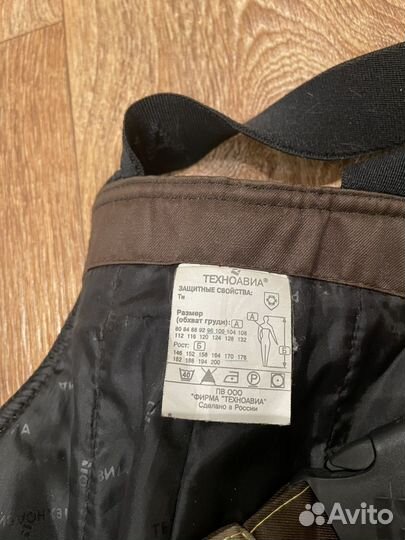 ТЕХНОАВИА®
ЗАЩИТНЫЕ СВОЙСТВА:
Тн
Размер
(обхват груди): А
80 84 88 92 96 100 104 108
112 116 120 124 128 132
Рост: Б
146 152 158 164 170 176
182 188 194 200
А
Б
40
P
ПВ ООО
"ФИРМА "ТЕХНОАВИА"
Сделано в России
Avito